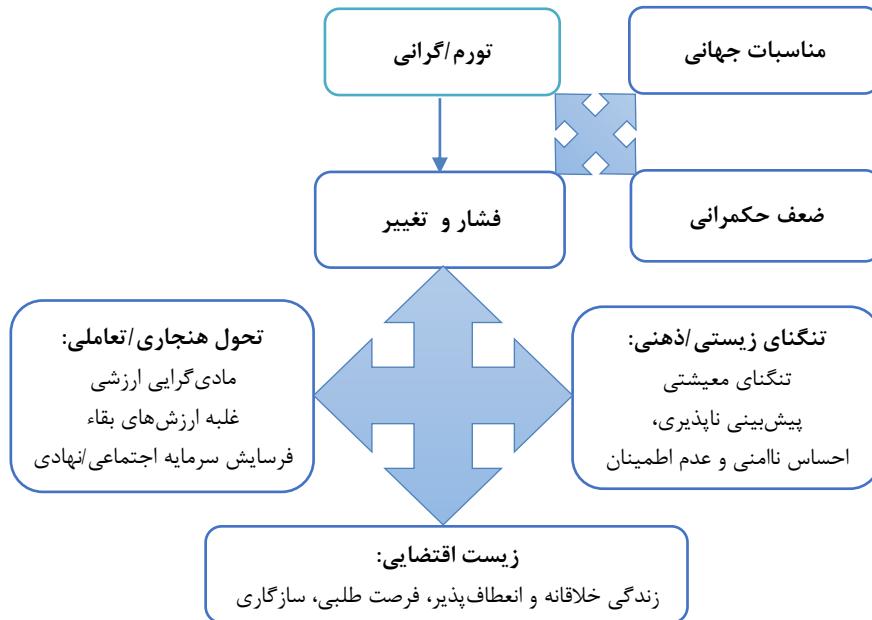 مناسبات جهانی
تورم/گرانی
ضعف حکمرانی
فشار و تغییر
تنگنای زیستی/ذهنی:
تنگنای معیشتی
پیش‌بینی ناپذیری،
احساس ناامنی و عدم اطمینان
تحول هنجاری/تعاملی:
مادی‌گرایی ارزشی
غلبه ارزش‌های بقاء
فرسایش سرمایه اجتماعی/نهادی
زیست اقتضایی:
زندگی خلاقانه و انعطاف‌پذیر، فرصت طلبی، سازگاری